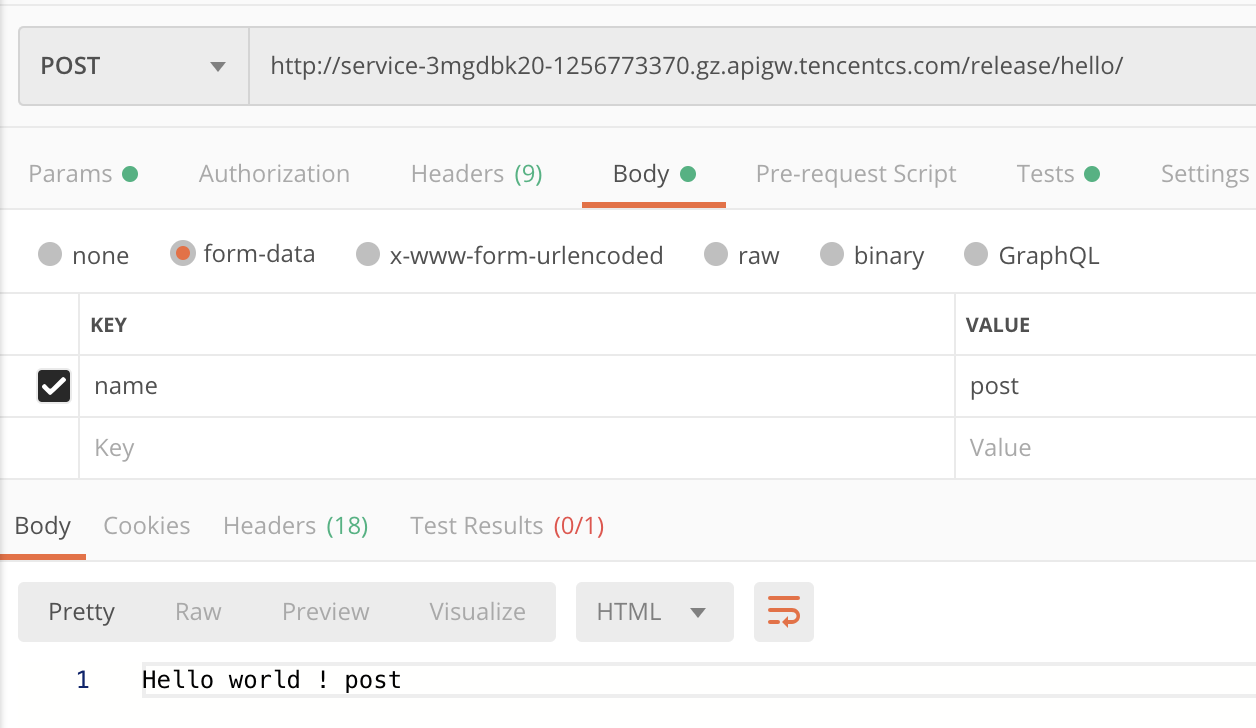 POST http://service-3mgdbk20-1256773370.gz.apigw.tencentcs.com/release/hello/
Params Authorization Headers (9) Body Pre-request Script Tests Settings
none form-data x-www-form-urlencoded raw binary GraphQL
KEY VALUE
name post
Key Value
Body Cookies Headers (18) Test Results (0/1)
Pretty Raw Preview Visualize HTML
1 Hello world ! post